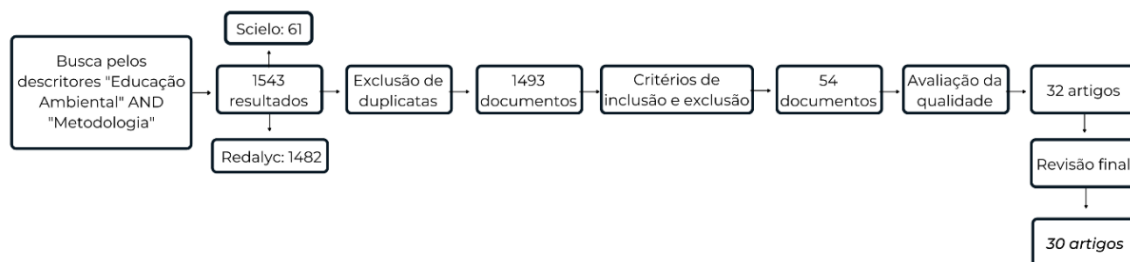 Scielo: 61
Busca pelos
descritores "Educação
Ambiental" AND
"Metodologia"
1543
resultados
Redalyc: 1482
Exclusão de
duplicatas
1493
documentos
Critérios de
inclusão e exclusão
54
documentos
Avaliação da
qualidade
32 artigos
Revisão final
30 artigos